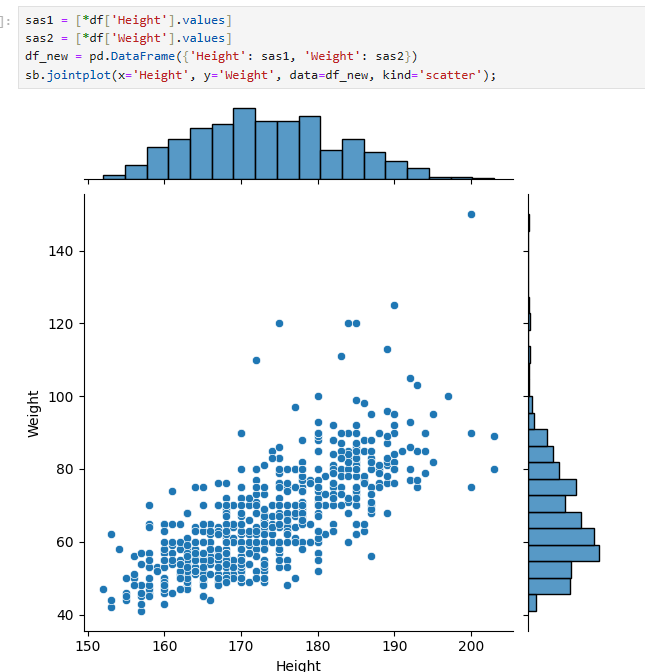 ]:
sas1 = [*df['Height'].values]
sas2 = [*df['Weight'].values]
df_new = pd.DataFrame({'Height': sas1, 'Weight': sas2})
sb.jointplot(x='Height', y='Weight', data=df_new, kind='scatter');
140
120
100
80
60
40
Weight
150 160 170 180 190 200
Height